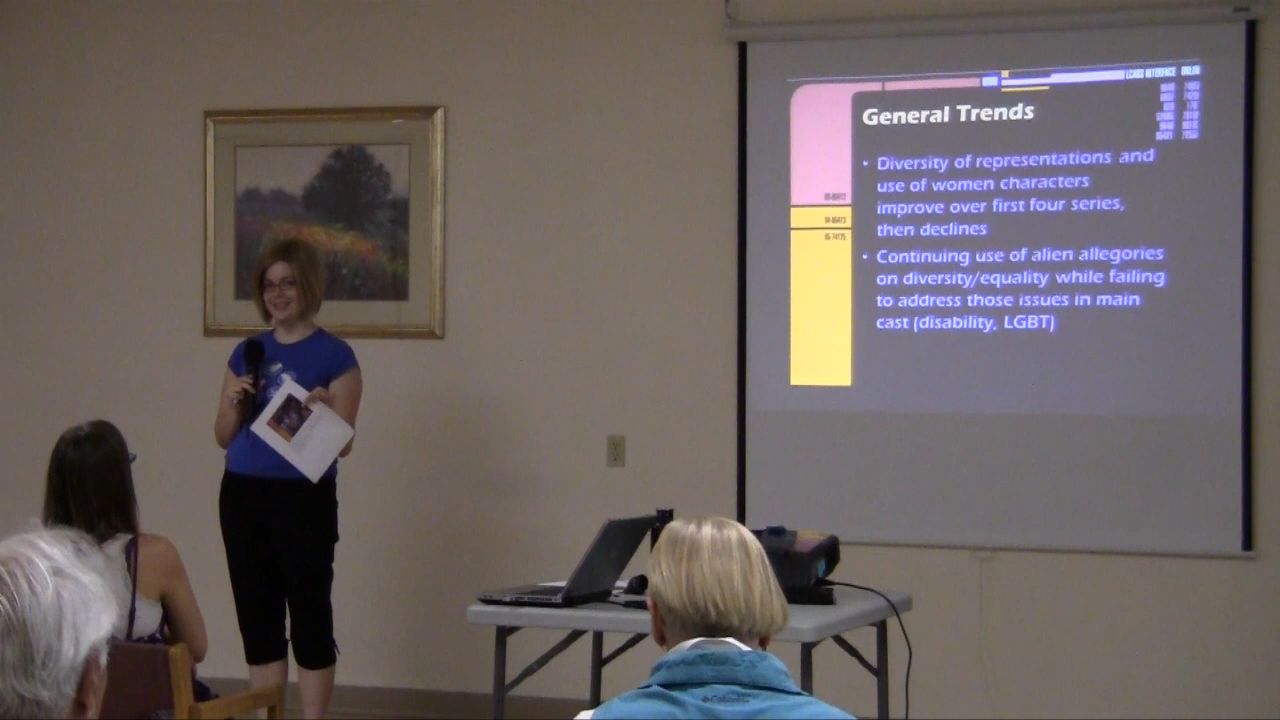 LCARS INTERFACE ONLINE
General Trends
• Diversity of representations and
use of women characters
improve over first four series,
then declines
• Continuing use of alien allegories
on diversity/equality while failing
to address those issues in main
cast (disability, LGBT)
Columbia